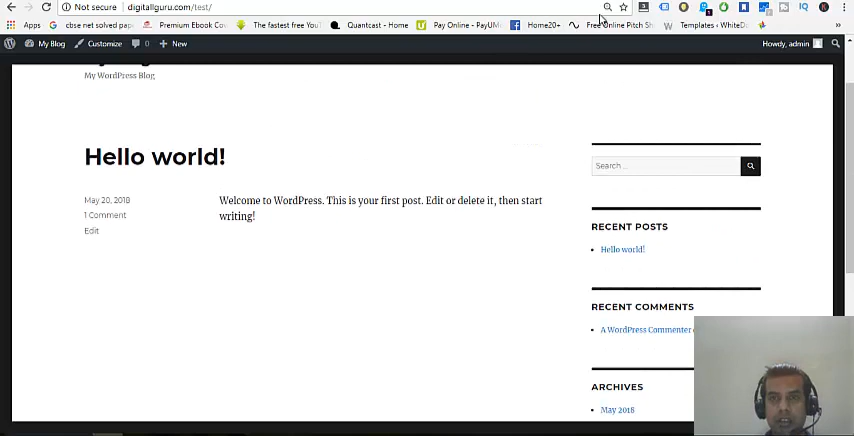 Not secure | digitallguru.com/test/
Apps cbse net solved pape Premium Ebook Cov The fastest free You Quantcast - Home Pay Online - PayUM Home20+ Free Online Pitch Sh Templates ‹ WhiteD »
My Blog Customize 0 + New Howdy, admin
My WordPress Blog
Hello world!
May 20, 2018
1 Comment
Edit
Welcome to WordPress. This is your first post. Edit or delete it, then start
writing!
Search …
RECENT POSTS
Hello world!
RECENT COMMENTS
A WordPress Commenter
ARCHIVES
May 2018